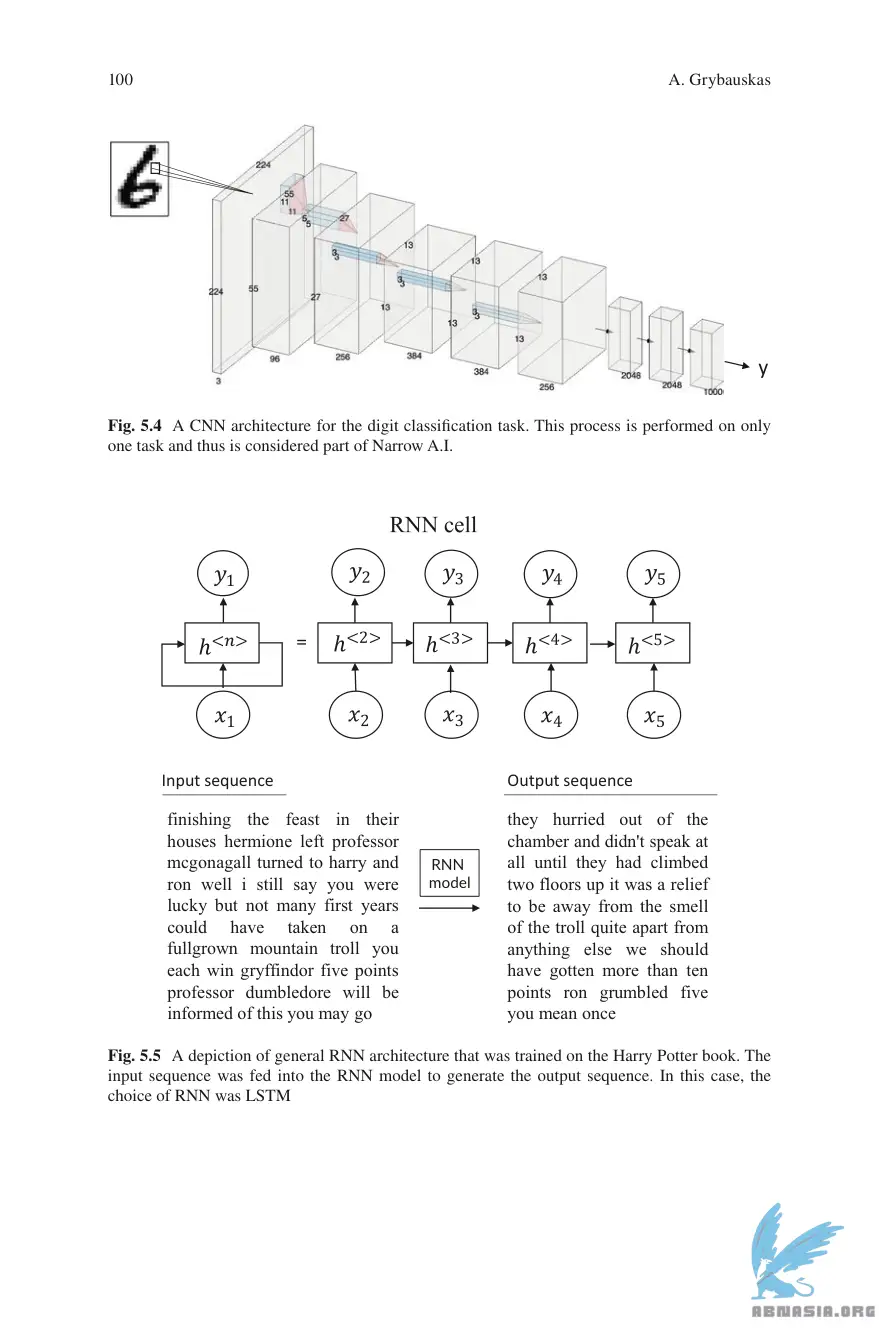 100 A. Grybauskas
224
55
11
11
5
5
27
3
3
13
3
3
13
3
3
13
224
55
27
13
13
13
3
96
256
384
384
256
2048
2048
1000
y
Fig. 5.4 A CNN architecture for the digit classification task. This process is performed on only
one task and thus is considered part of Narrow A.I.
RNN cell
y1 y2 y3 y4 y5
h<n> = h<2> h<3> h<4> h<5>
x1 x2 x3 x4 x5
Input sequence
finishing the feast in their
houses hermione left professor
mcgonagall turned to harry and
ron well i still say you were
lucky but not many first years
could have taken on a
fullgrown mountain troll you
each win gryffindor five points
professor dumbledore will be
informed of this you may go
RNN
model
Output sequence
they hurried out of the
chamber and didn't speak at
all until they had climbed
two floors up it was a relief
to be away from the smell
of the troll quite apart from
anything else we should
have gotten more than ten
points ron grumbled five
you mean once
Fig. 5.5 A depiction of general RNN architecture that was trained on the Harry Potter book. The
input sequence was fed into the RNN model to generate the output sequence. In this case, the
choice of RNN was LSTM
ABNASIA.ORG